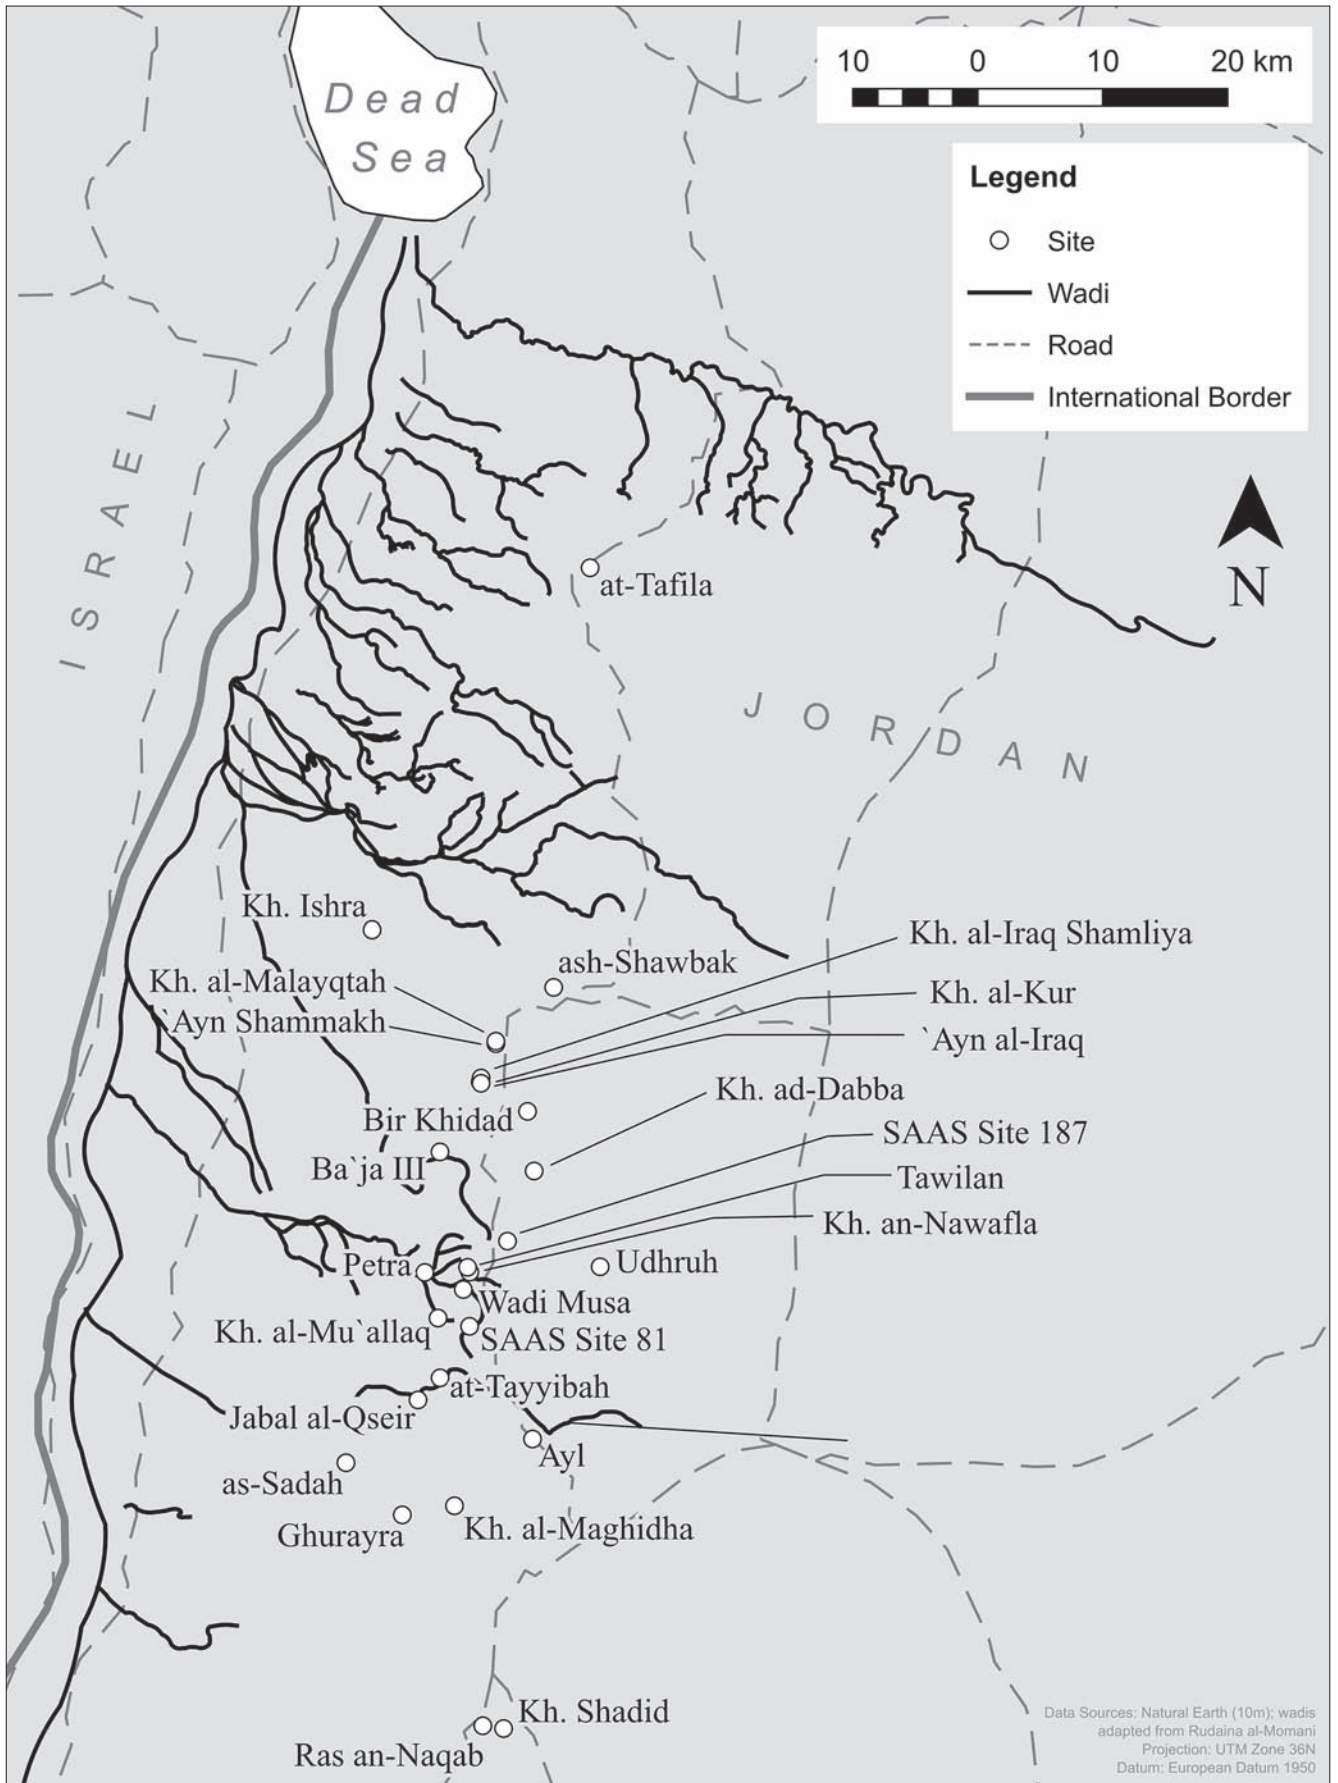 10 0 10 20 km
Dead
Sea
Legend
Site
Wadi
Road
International Border
N
ISRAEL
at-Tafila
JORDAN
Kh. Ishra
ash-Shawbak
Kh. al-Iraq Shamliya
Kh. al-Malayqtah
Kh. al-Kur
`Ayn Shammakh
`Ayn al-Iraq
Kh. ad-Dabba
Bir Khidad
SAAS Site 187
Ba`ja III
Tawilan
Kh. an-Nawafla
Petra
Udhruh
Wadi Musa
Kh. al-Mu`allaq
SAAS Site 81
at-Tayyibah
Jabal al-Qseir
Ayl
as-Sadah
Ghurayra
Kh. al-Maghidha
Kh. Shadid
Ras an-Naqab
Data Sources: Natural Earth (10m); wadis
adapted from Rudaina al-Momani
Projection: UTM Zone 36N
Datum: European Datum 1950